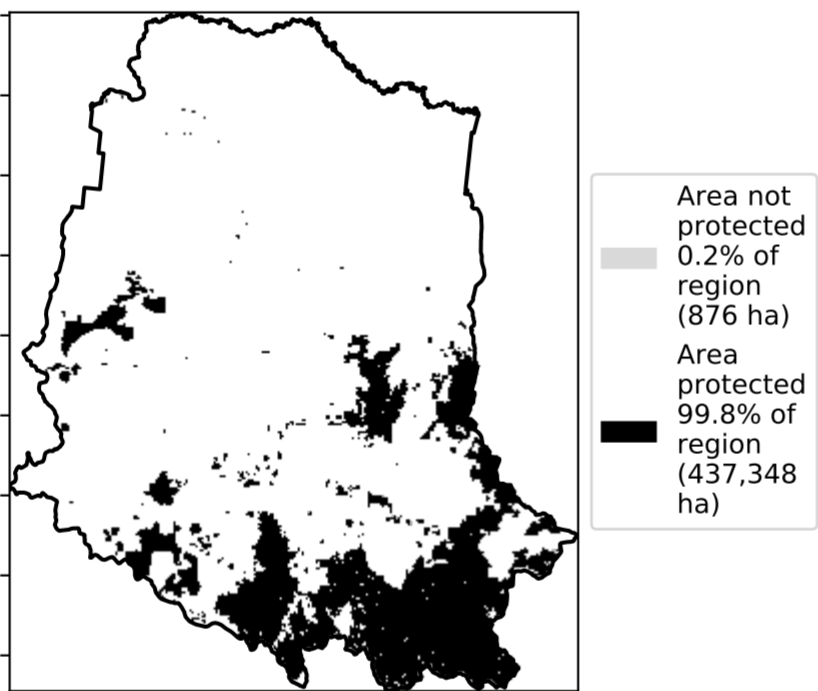 Area not
protected
0.2% of
region
(876 ha)
Area
protected
99.8% of
region
(437,348
ha)